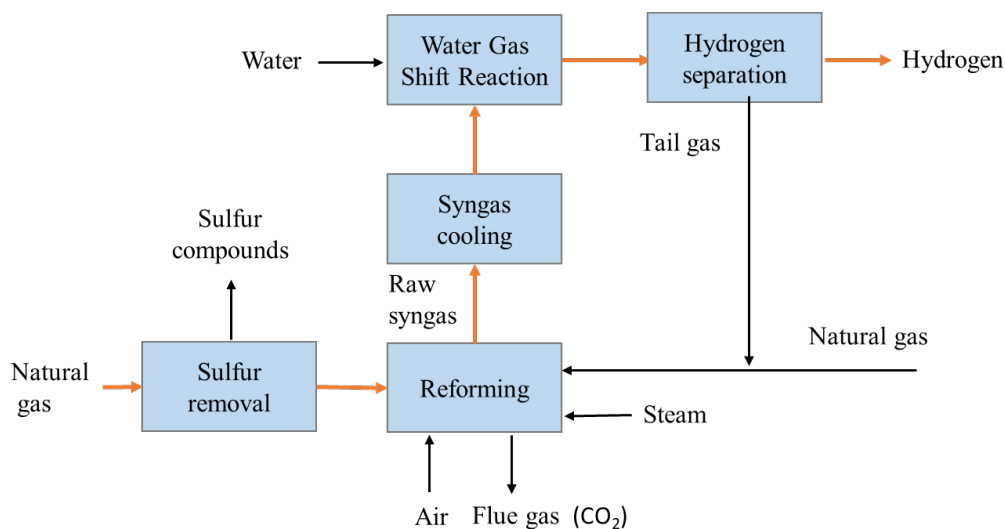 Water
Water Gas
Shift Reaction
Hydrogen
separation
Hydrogen
Tail gas
Syngas
cooling
Sulfur
compounds
Raw
syngas
Natural gas
Natural
gas
Sulfur
removal
Reforming
Steam
Air
Flue gas (CO₂)